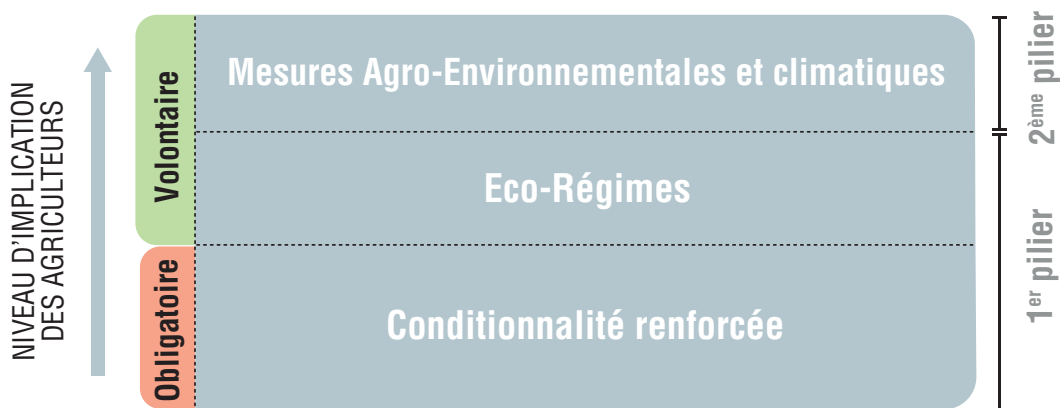 NIVEAU D'IMPLICATION
DES AGRICULTEURS
Volontaire
Obligatoire
Mesures Agro-Environnementales et climatiques
Eco-Régimes
Conditionnalité renforcée
2ème pilier
1er pilier